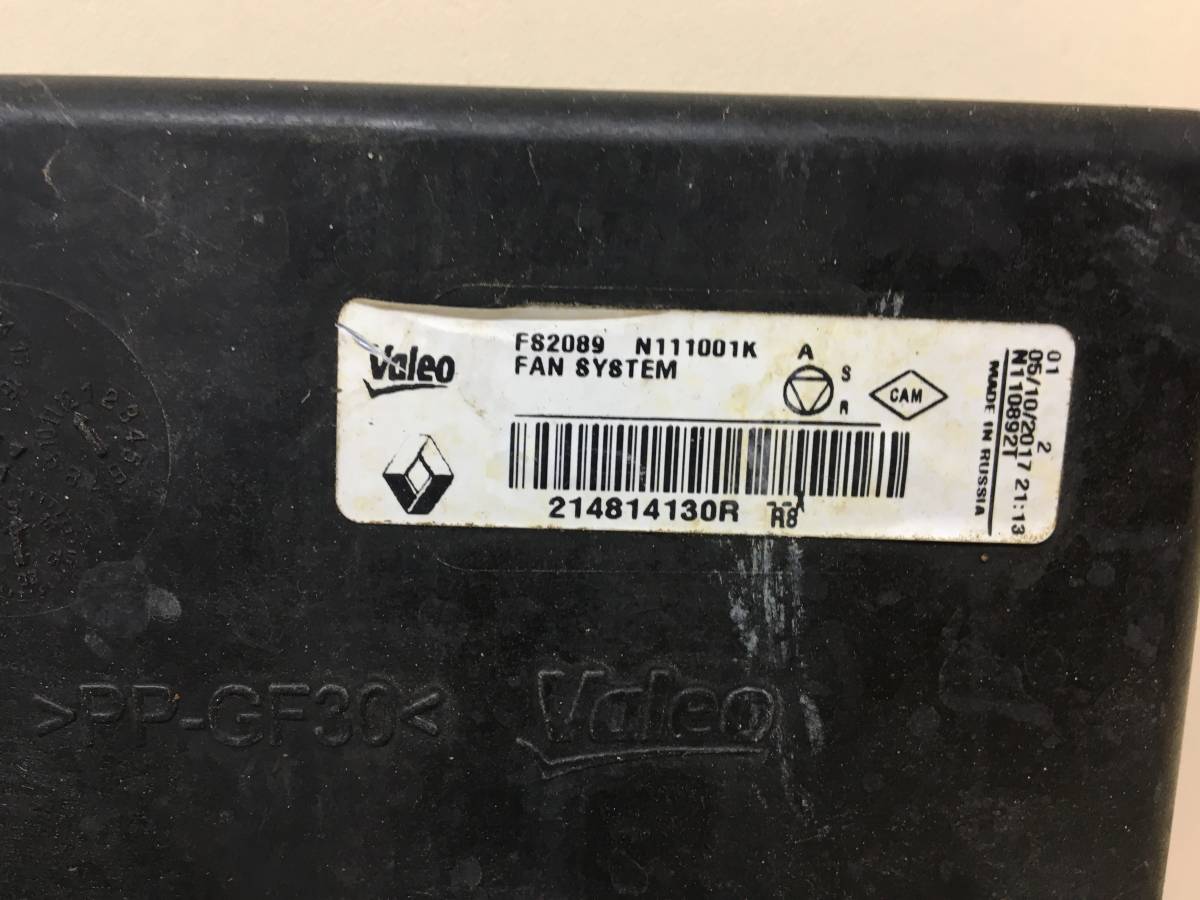 Valeo
FS2089 N111001K
FAN SYSTEM
A
S
R
CAM
214814130R
R8
01 2
05/10/2017 21:13
N110892T
MADE IN RUSSIA
>PP-GF30<
Valeo